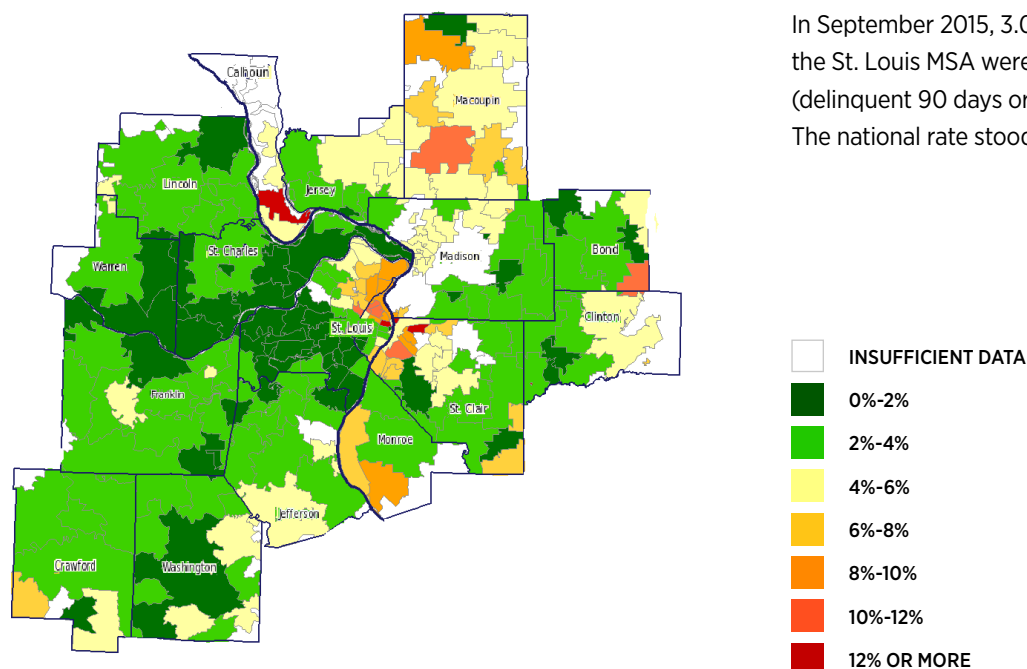 In September 2015, 3.0
the St. Louis MSA were
(delinquent 90 days or
The national rate stood
Calhoun
Macoupin
Lincoln
Jersey
St. Charles
Madison
Bond
Warren
Clinton
St. Louis
Franklin
St. Clair
Monroe
Jefferson
Crawford
Washington
INSUFFICIENT DATA
0%-2%
2%-4%
4%-6%
6%-8%
8%-10%
10%-12%
12% OR MORE